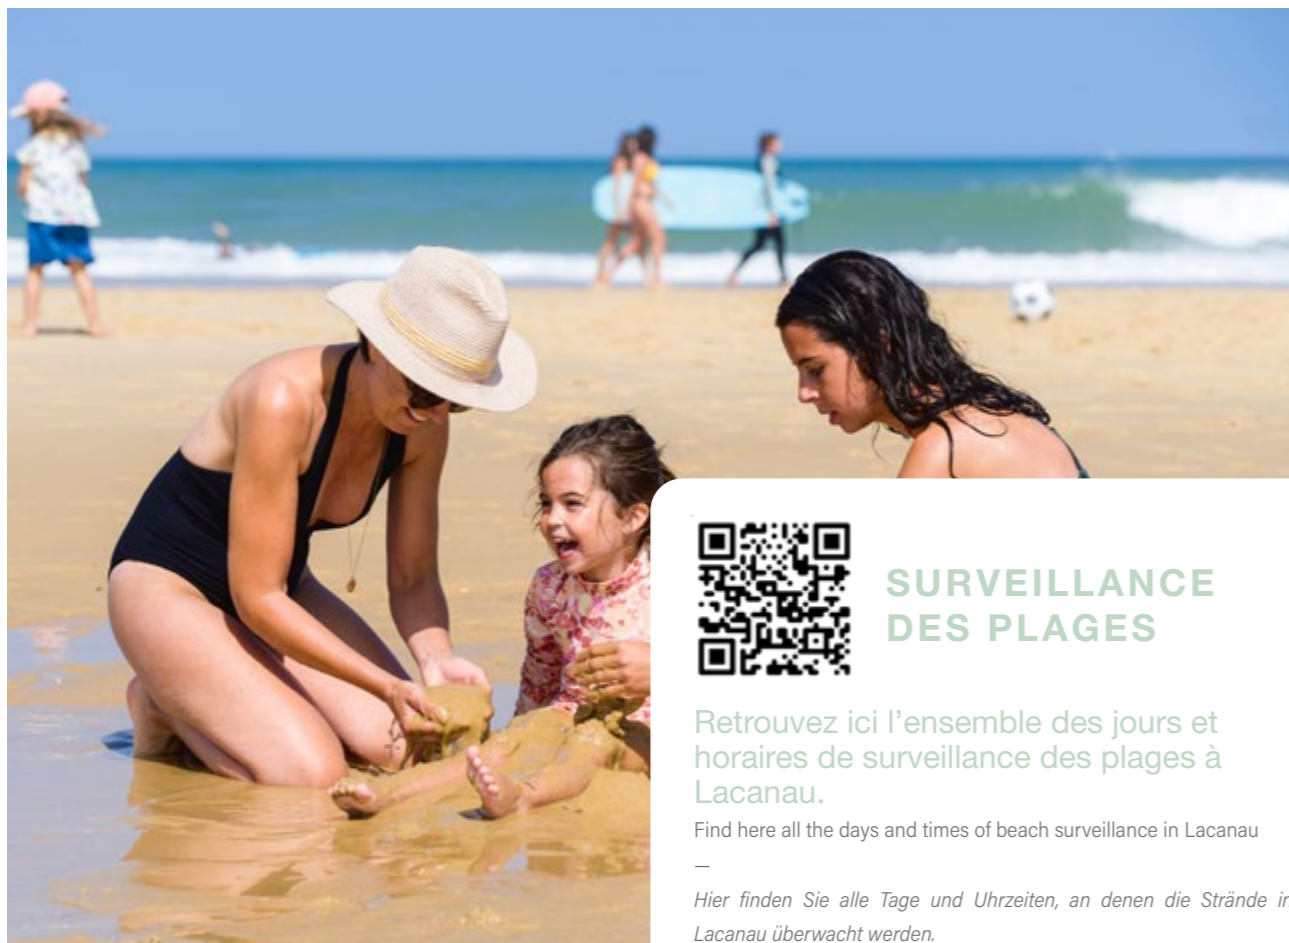 SURVEILLANCE
DES PLAGES
Retrouvez ici l’ensemble des jours et
horaires de surveillance des plages à
Lacanau.
Find here all the days and times of beach surveillance in Lacanau
—
Hier finden Sie alle Tage und Uhrzeiten, an denen die Strände in
Lacanau überwacht werden.